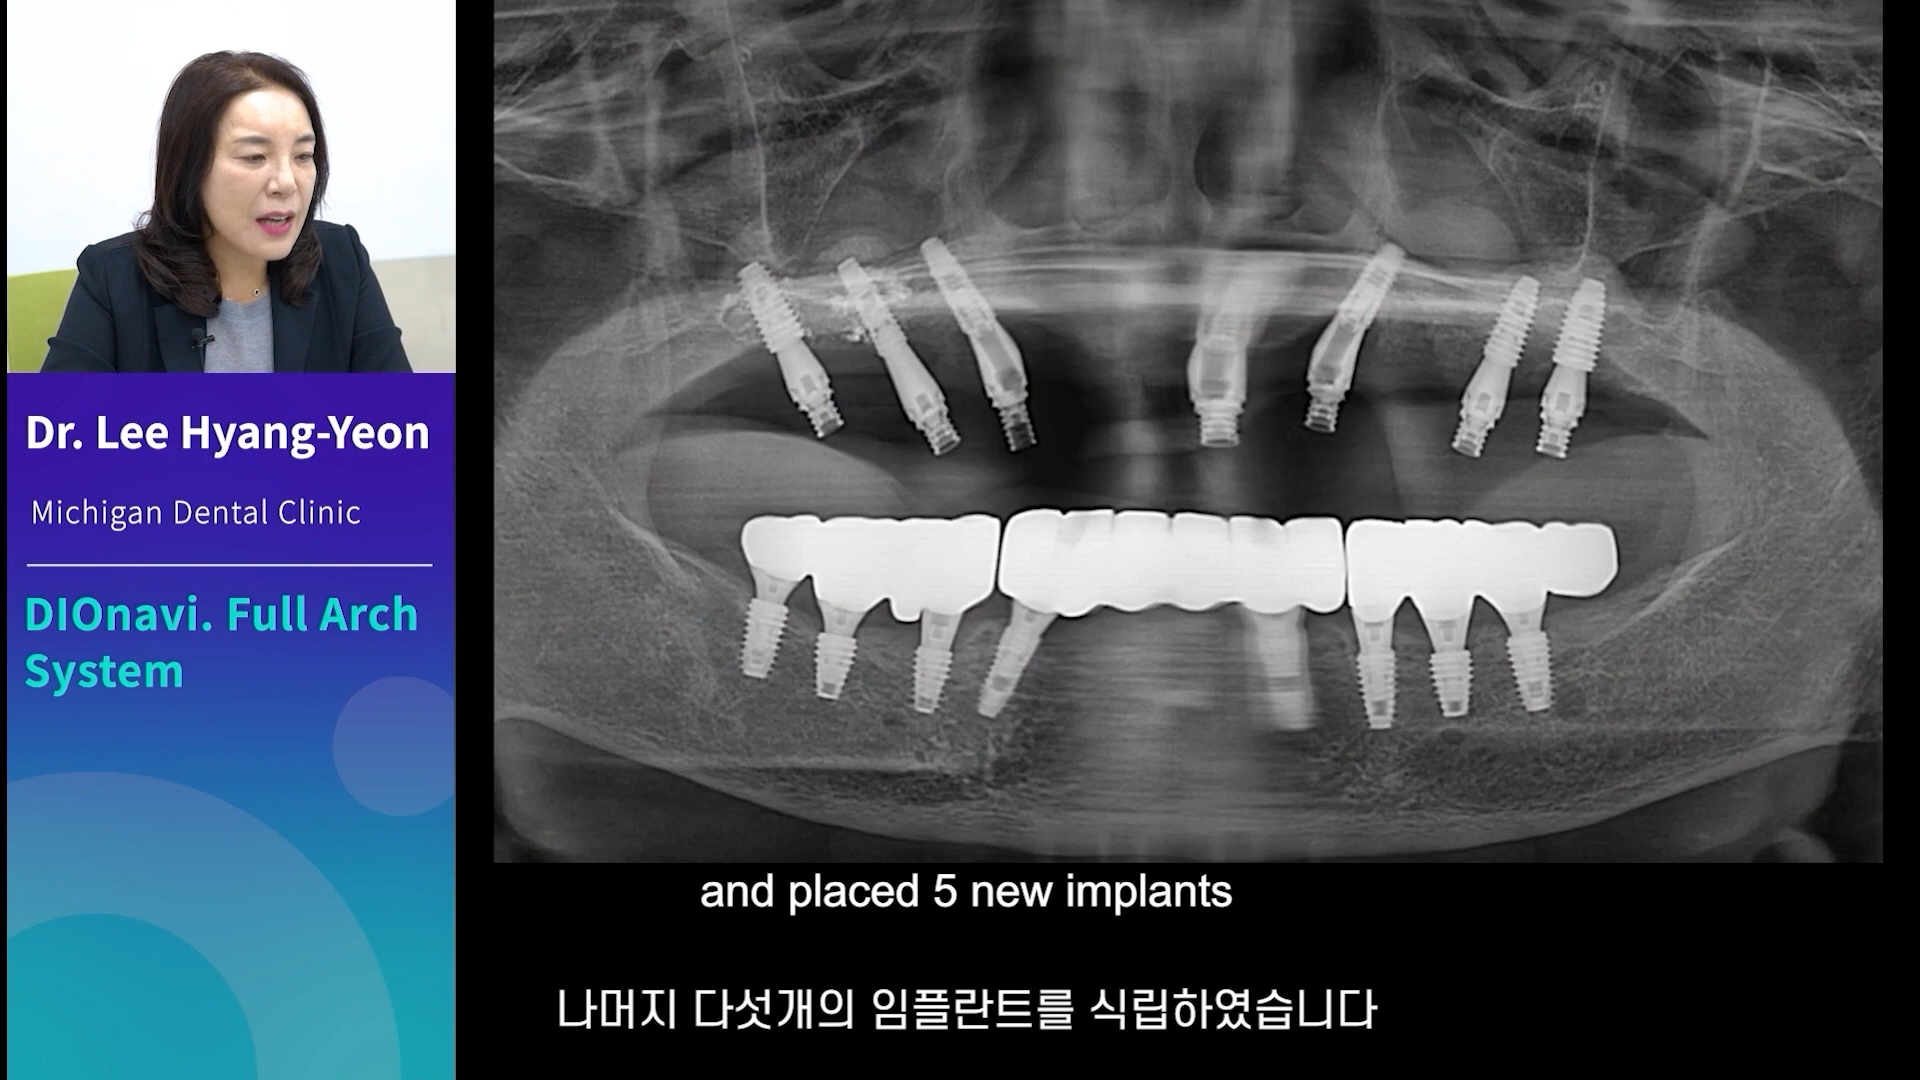 Dr. Lee Hyang-Yeon
Michigan Dental Clinic
DIOnavi. Full Arch
System
and placed 5 new implants
나머지 다섯개의 임플란트를 식립하였습니다